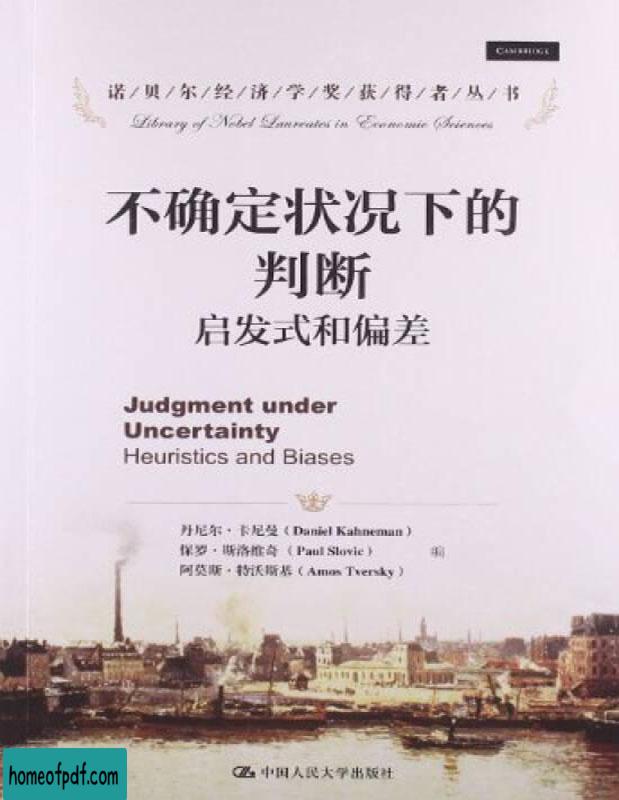 CAMBRIDGE
诺/贝/尔/经/济/学/奖/获/得/者/丛/书
Library of Nobel Laureates in Economic Sciences
不确定状况下的
判断
启发式和偏差
Judgment under
Uncertainty
Heuristics and Biases
丹尼尔·卡尼曼(Daniel Kahneman)
保罗·斯洛维奇(Paul Slovic) 编
阿莫斯·特沃斯基(Amos Tversky)
中国人民大学出版社
homeofpdf.com